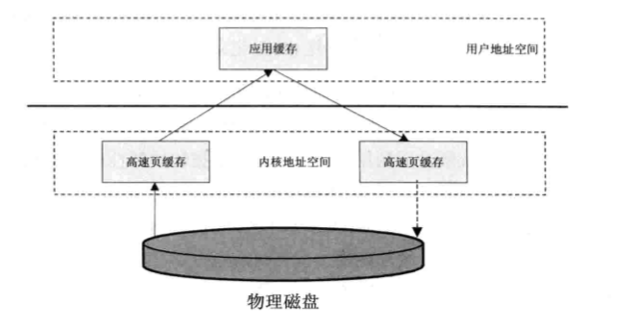 应用缓存
用户地址空间
高速页缓存
内核地址空间
高速页缓存
物理磁盘